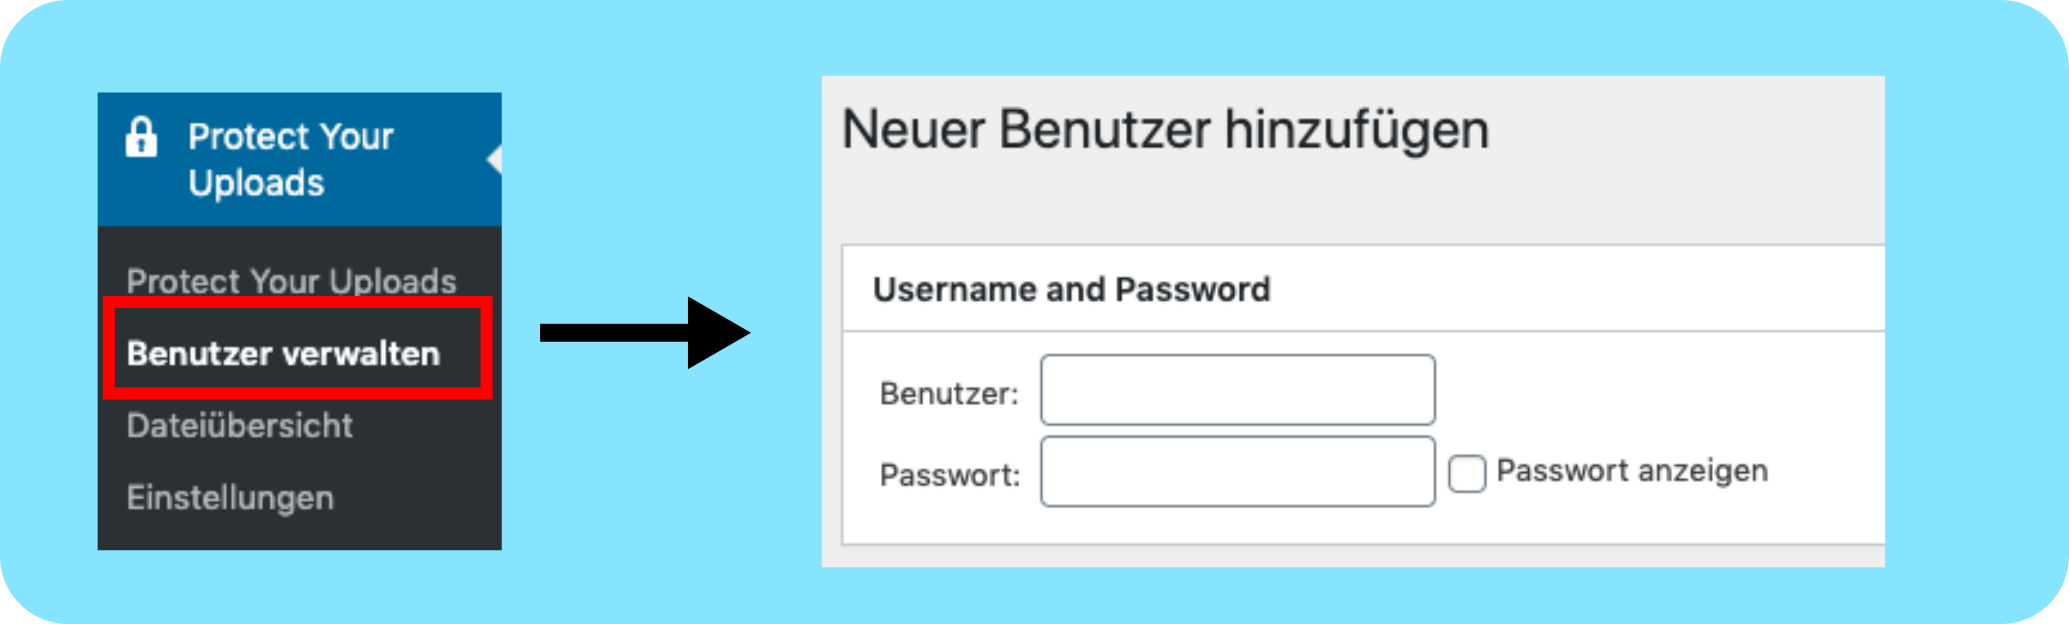 Protect Your
Uploads
Protect Your Uploads
Benutzer verwalten
Dateiübersicht
Einstellungen
Neuer Benutzer hinzufügen
Username and Password
Benutzer:
Passwort:
Passwort anzeigen